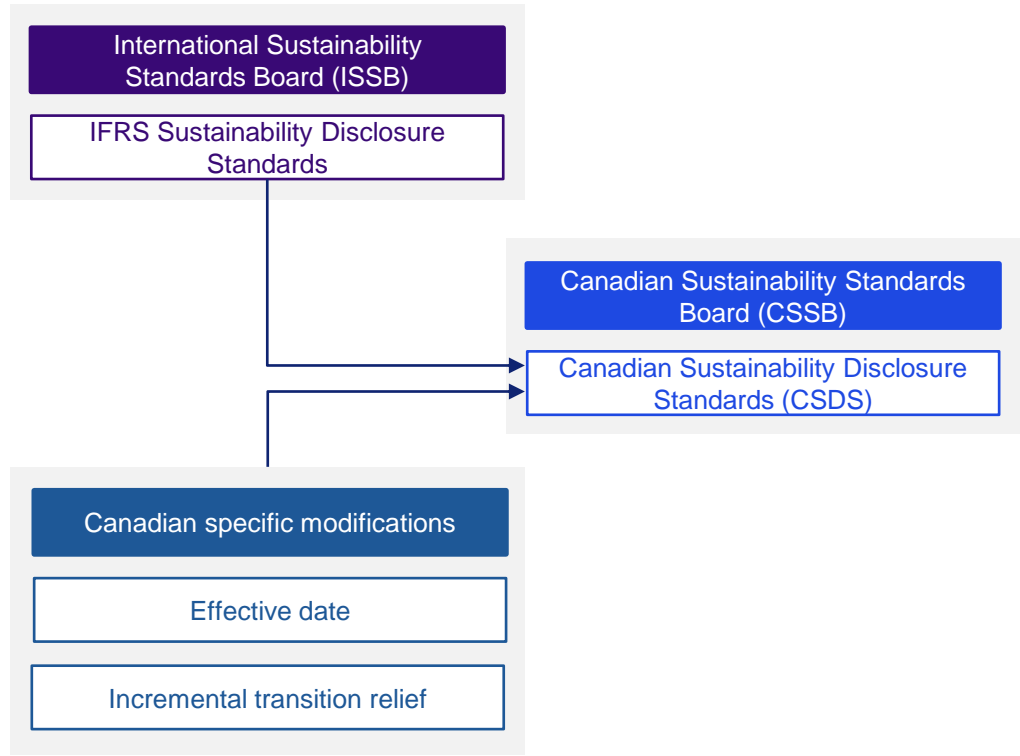 International Sustainability
Standards Board (ISSB)
IFRS Sustainability Disclosure
Standards
Canadian Sustainability Standards
Board (CSSB)
Canadian Sustainability Disclosure
Standards (CSDS)
Canadian specific modifications
Effective date
Incremental transition relief